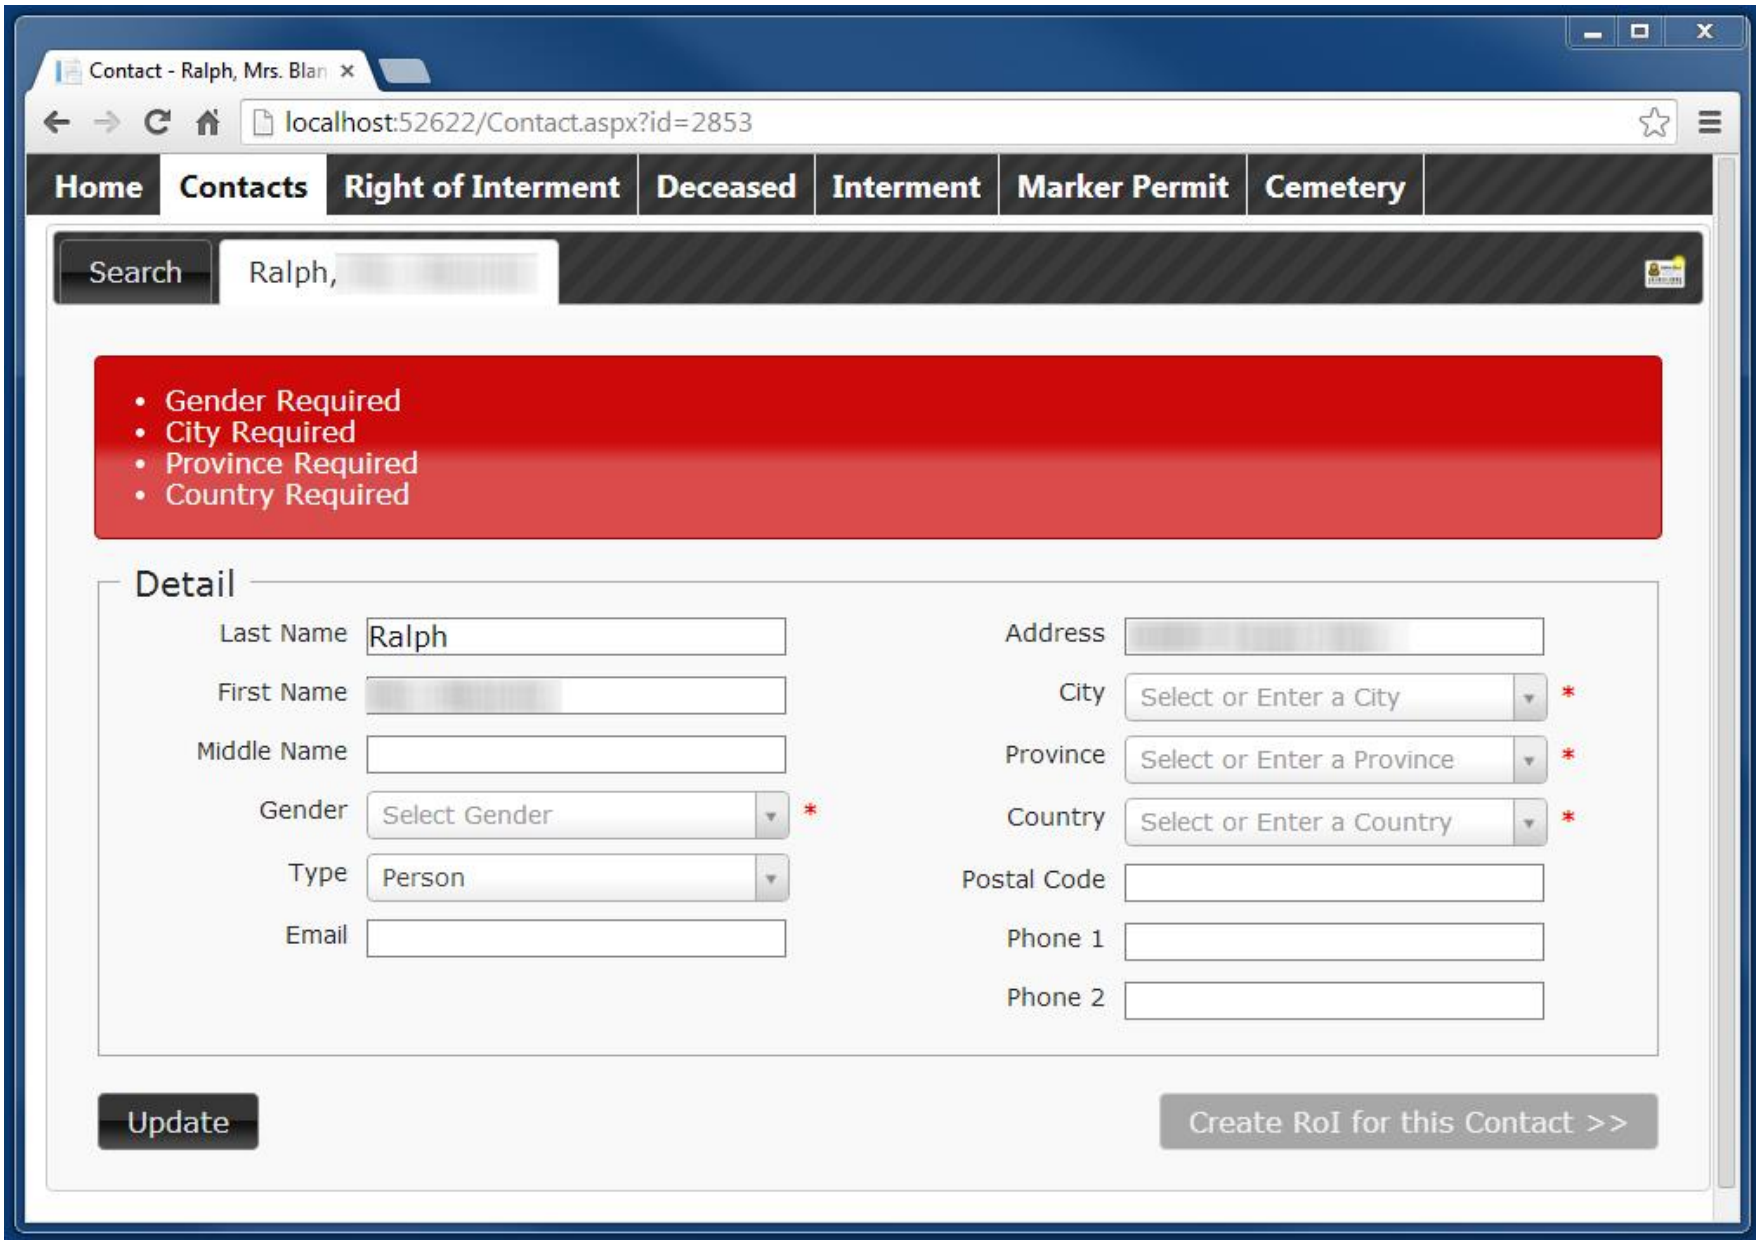 Contact - Ralph, Mrs. Blan
localhost:52622/Contact.aspx?id=2853
Home Contacts Right of Interment Deceased Interment Marker Permit Cemetery
Search Ralph,
• Gender Required
• City Required
• Province Required
• Country Required
Detail
Last Name Ralph
First Name
Middle Name
Gender Select Gender *
Type Person
Email
Address
City Select or Enter a City *
Province Select or Enter a Province *
Country Select or Enter a Country *
Postal Code
Phone 1
Phone 2
Update Create RoI for this Contact >>